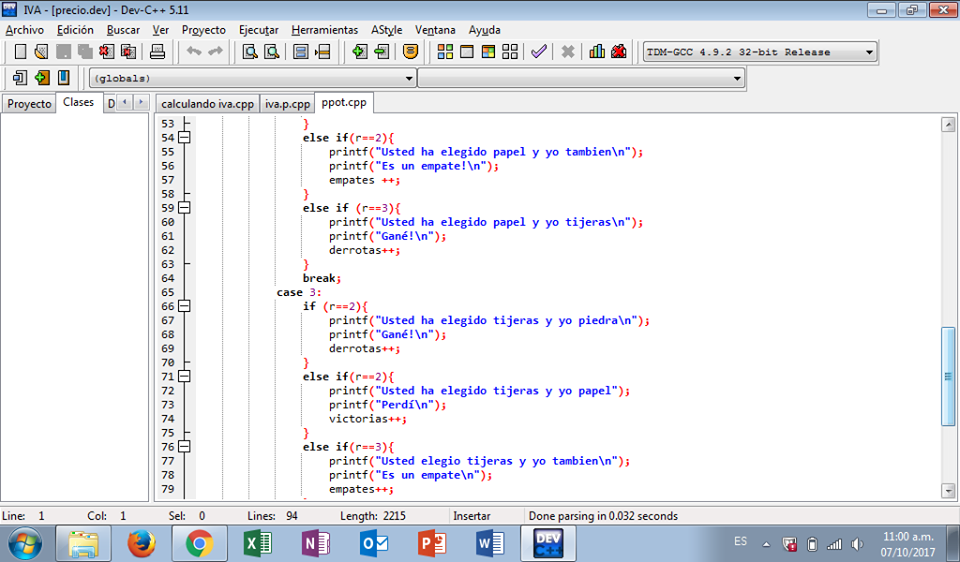 IVA - [precio.dev] - Dev-C++ 5.11
Archivo Edición Buscar Ver Proyecto Ejecutar Herramientas AStyle Ventana Ayuda
TDM-GCC 4.9.2 32-bit Release
(globals)
Proyecto Clases D calculando iva.cpp iva.p.cpp ppot.cpp
53 }
54 else if(r==2){
55 printf("Usted ha elegido papel y yo tambien\n");
56 printf("Es un empate!\n");
57 empates ++;
58 }
59 else if (r==3){
60 printf("Usted ha elegido papel y yo tijeras\n");
61 printf("Gané!\n");
62 derrotas++;
63 }
64 break;
65 case 3:
66 if (r==2){
67 printf("Usted ha elegido tijeras y yo piedra\n");
68 printf("Gané!\n");
69 derrotas++;
70 }
71 else if(r==2){
72 printf("Usted ha elegido tijeras y yo papel");
73 printf("Perdí\n");
74 victorias++;
75 }
76 else if(r==3){
77 printf("Usted elegio tijeras y yo tambien\n");
78 printf("Es un empate\n");
79 empates++;
Line: 1 Col: 1 Sel: 0 Lines: 94 Length: 2215 Insertar Done parsing in 0.032 seconds
DEV C++
ES
11:00 a.m.
07/10/2017